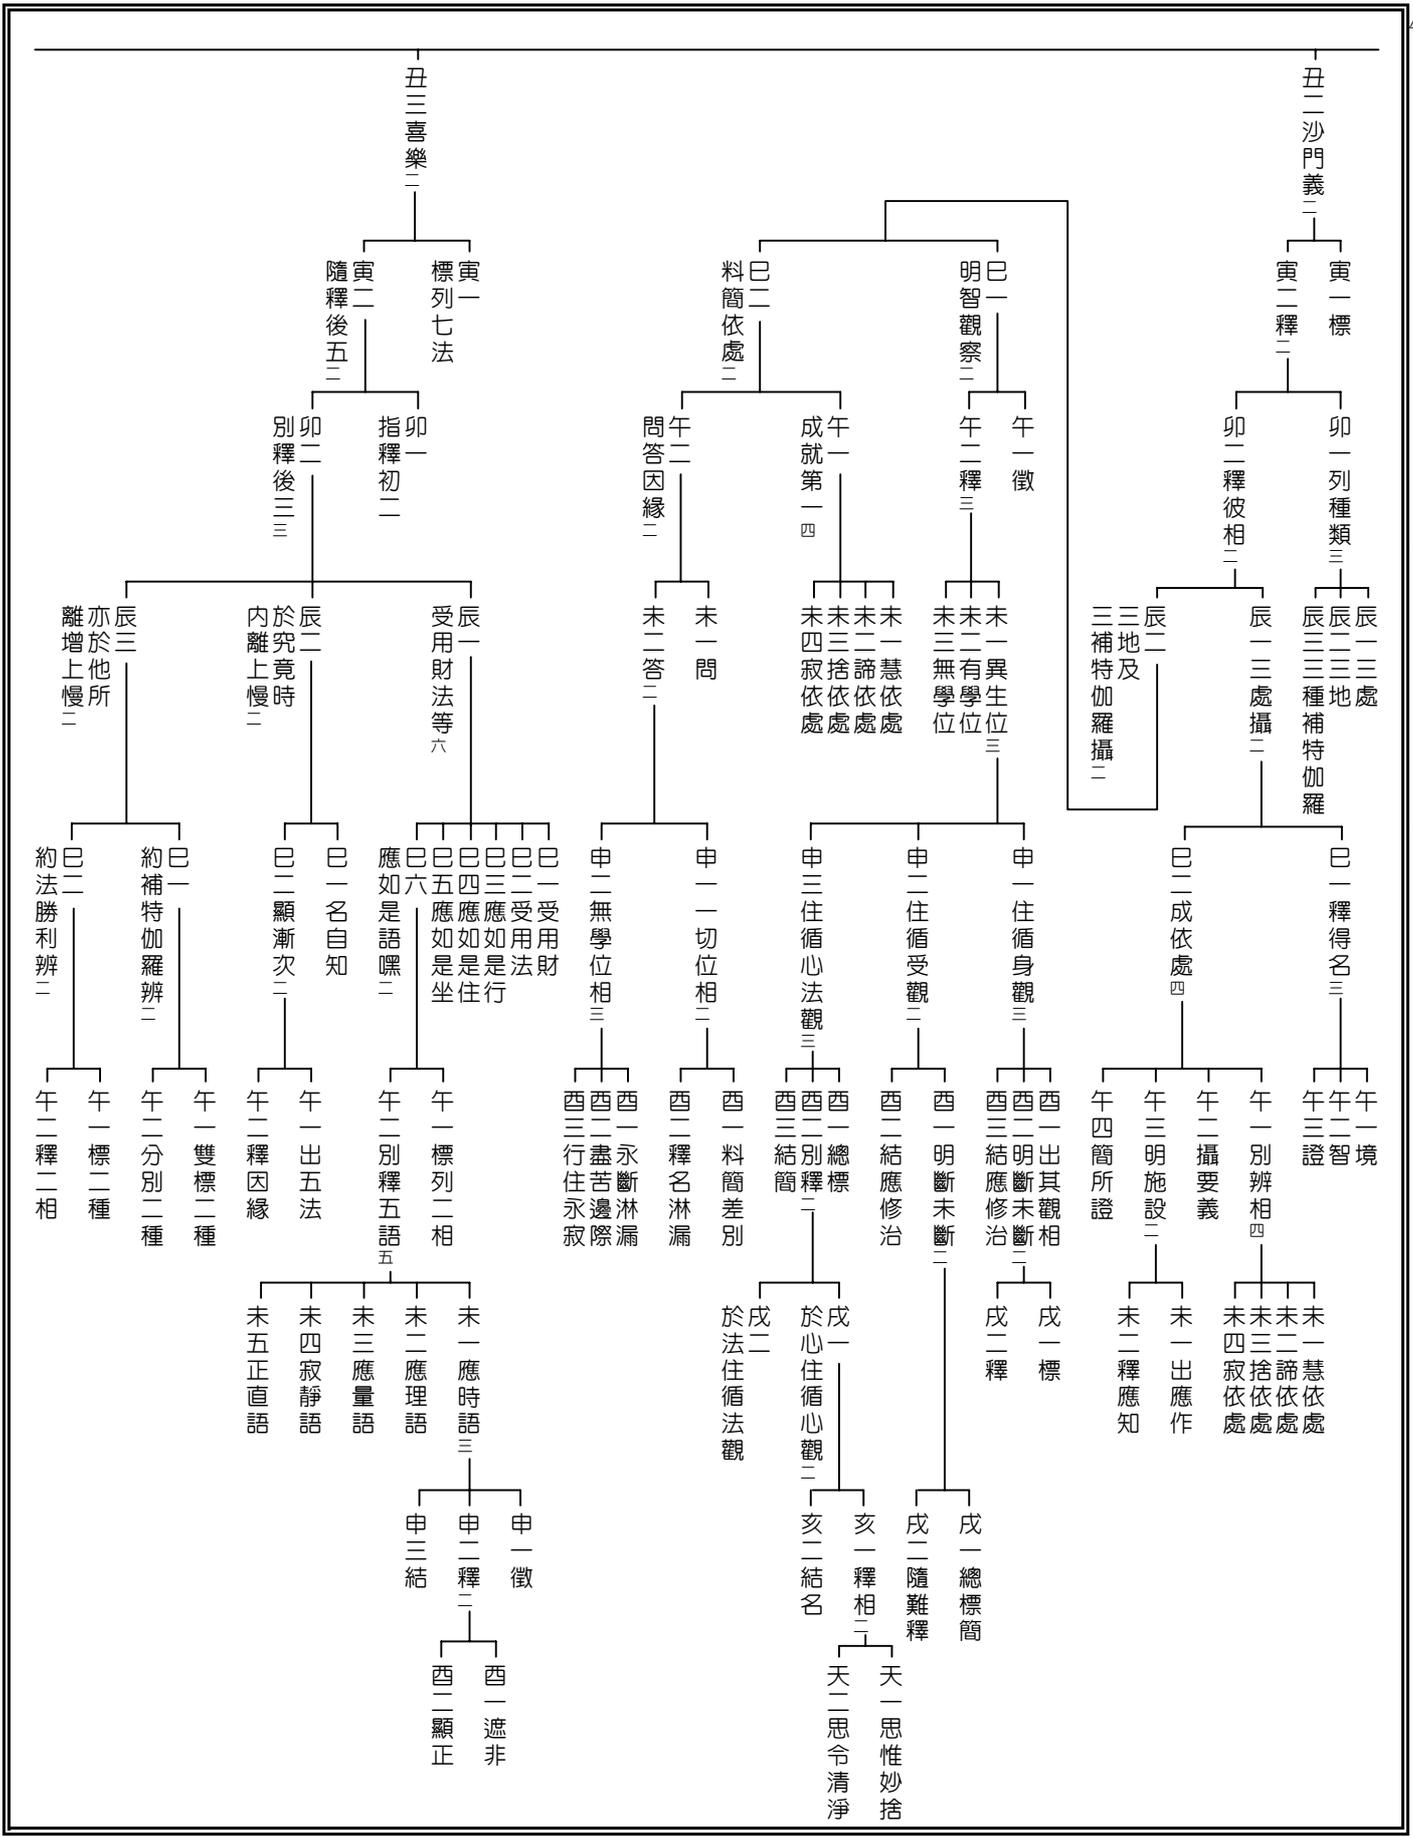 丑二沙門義二
寅一標
寅二釋二
卯一列種類三
辰一三處
辰二三地
辰三三種補特伽羅
卯二釋彼相二
辰一三處攝二
巳一釋得名三
午一境
午二智
午三證
巳二成依處四
午一別辨相四
未一慧依處
未二諦依處
未三捨依處
未四寂依處
午二攝要義
午三明施設二
未一出應作
未二釋應知
午四簡所證
辰二
三地及
三補特伽羅攝二
巳一
明智觀察二
午一徵
午二釋三
未一異生位三
申一住循身觀三
酉一出其觀相
酉二明斷未斷二
戌一標
戌二釋
酉三結應修治
申二住循受觀二
酉一明斷未斷二
戌一總標簡
戌二隨難釋
酉二結應修治
申三住循心法觀三
酉一總標
酉二別釋二
戌一
於心住循心觀二
亥一釋相二
天一思惟妙捨
天二思令清淨
亥二結名
戌二
於法住循法觀
酉三結簡
未二有學位
未三無學位
巳二
料簡依處二
午一
成就第一四
未一慧依處
未二諦依處
未三捨依處
未四寂依處
午二
問答因緣二
未一問
未二答二
申一一切位相二
酉一料簡差別
酉二釋名淋漏
申二無學位相三
酉一永斷淋漏
酉二盡苦邊際
酉三行住永寂
丑三喜樂二
寅一
標列七法
寅二
隨釋後五二
卯一
指釋初二
卯二
別釋後三三
辰一
受用財法等六
巳一受用財
巳二受用法
巳三應如是行
巳四應如是住
巳五應如是坐
巳六
應如是語嘿二
午一標列二相
午二別釋五語五
未一應時語三
申一徵
申二釋二
酉一遮非
酉二顯正
申三結
未二應理語
未三應量語
未四寂靜語
未五正直語
辰二
於究竟時
内離上慢二
巳一名自知
巳二顯漸次二
午一出五法
午二釋因緣
辰三
亦於他所
離增上慢二
巳一
約補特伽羅辨二
午一雙標二種
午二分別二種
巳二
約法勝利辨二
午一標二種
午二釋二相